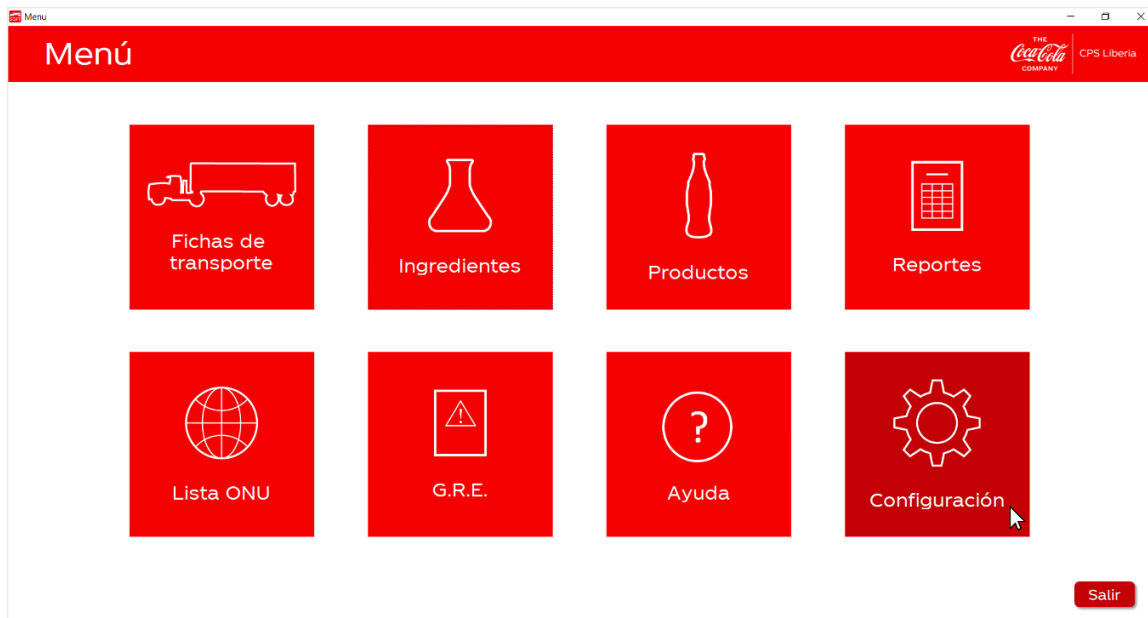 Menu
Menú
THE
Coca-Cola
COMPANY
CPS Liberia
Fichas de
transporte
Ingredientes
Productos
Reportes
Lista ONU
G.R.E.
?
Ayuda
Configuración
Salir